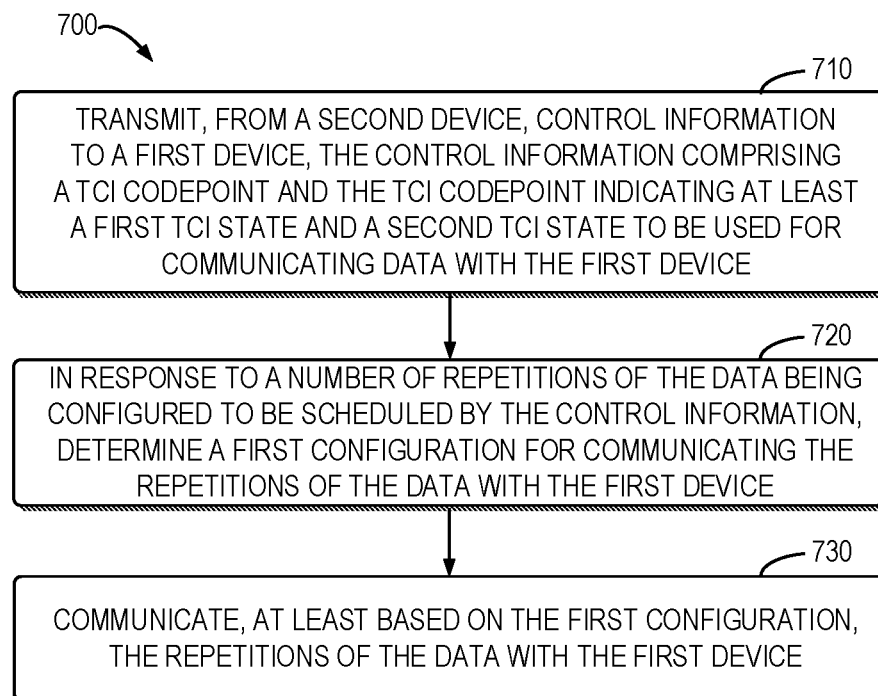 700
710
TRANSMIT, FROM A SECOND DEVICE, CONTROL INFORMATION
TO A FIRST DEVICE, THE CONTROL INFORMATION COMPRISING
A TCI CODEPOINT AND THE TCI CODEPOINT INDICATING AT LEAST
A FIRST TCI STATE AND A SECOND TCI STATE TO BE USED FOR
COMMUNICATING DATA WITH THE FIRST DEVICE
720
IN RESPONSE TO A NUMBER OF REPETITIONS OF THE DATA BEING
CONFIGURED TO BE SCHEDULED BY THE CONTROL INFORMATION,
DETERMINE A FIRST CONFIGURATION FOR COMMUNICATING THE
REPETITIONS OF THE DATA WITH THE FIRST DEVICE
730
COMMUNICATE, AT LEAST BASED ON THE FIRST CONFIGURATION,
THE REPETITIONS OF THE DATA WITH THE FIRST DEVICE